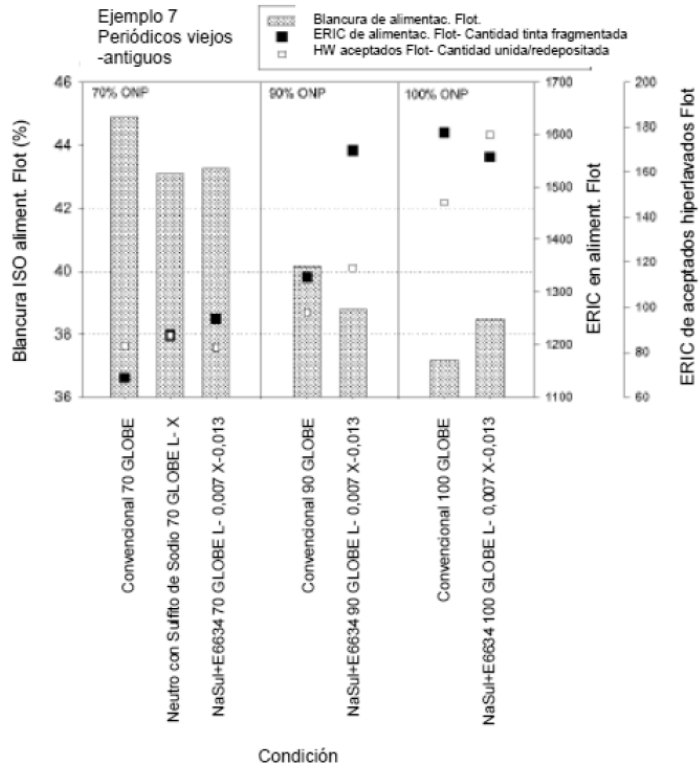 Ejemplo 7
Periódicos viejos
-antiguos
Blancura de alimentac. Flot.
ERIC de alimentac. Flot- Cantidad tinta fragmentada
HW aceptados Flot- Cantidad unida/redepositada
70% ONP
90% ONP
100% ONP
Blancura ISO aliment. Flot (%)
46
44
42
40
38
36
1700
1600
1500
1400
1300
1200
1100
ERIC en aliment. Flot
200
180
160
140
120
100
80
60
ERIC de aceptados hiperlavados Flot
Convencional 70 GLOBE
Neutro con Sulfito de Sodio 70 GLOBE L- X
NaSul+E6634 70 GLOBE L- 0,007 X-0,013
Convencional 90 GLOBE
NaSul+E6634 90 GLOBE L- 0,007 X-0,013
Convencional 100 GLOBE
NaSul+E6634 100 GLOBE L- 0,007 X-0,013
Condición